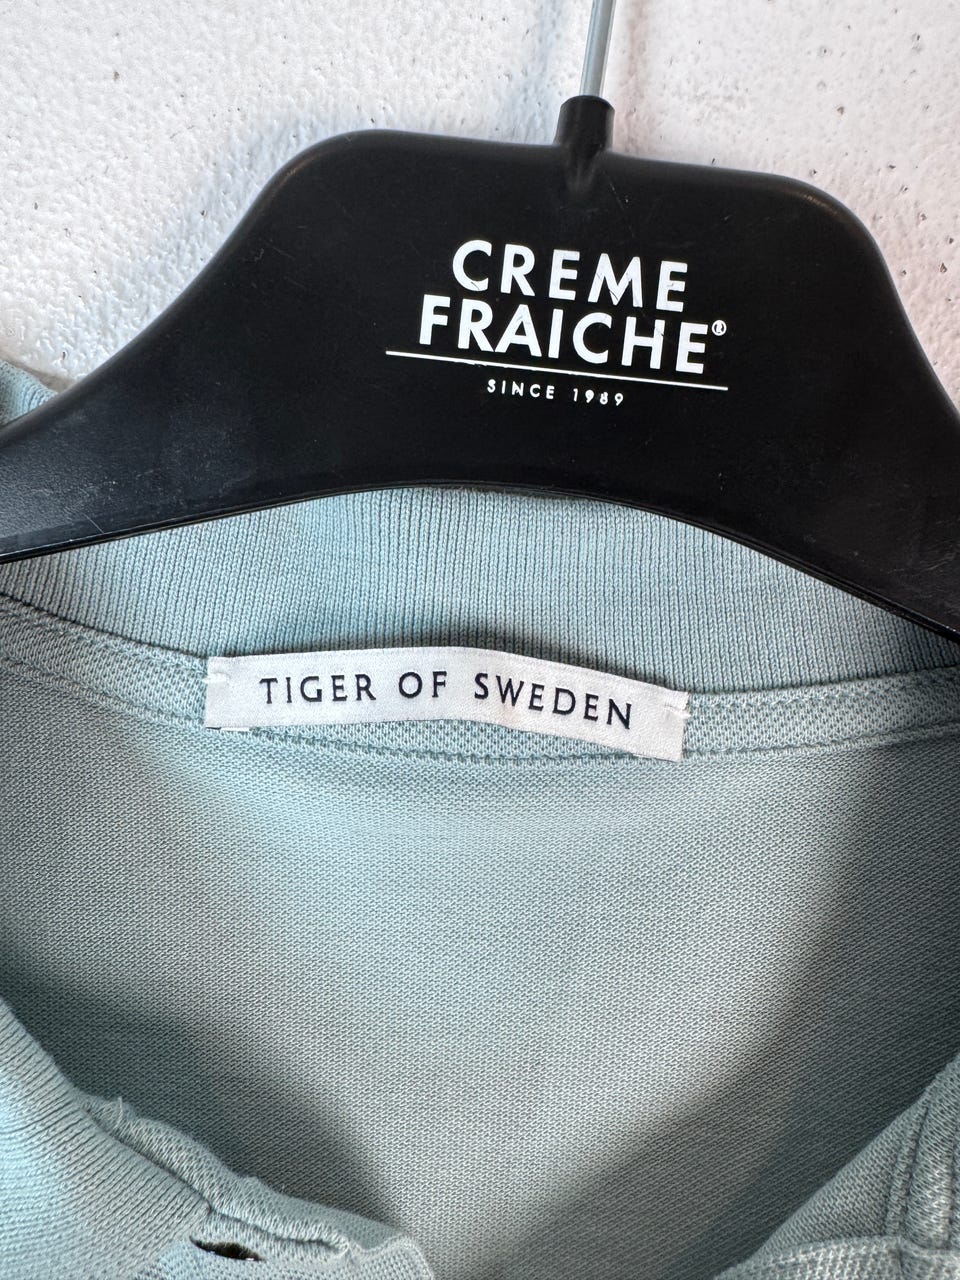 CREME
FRAICHE®
SINCE 1989
TIGER OF SWEDEN